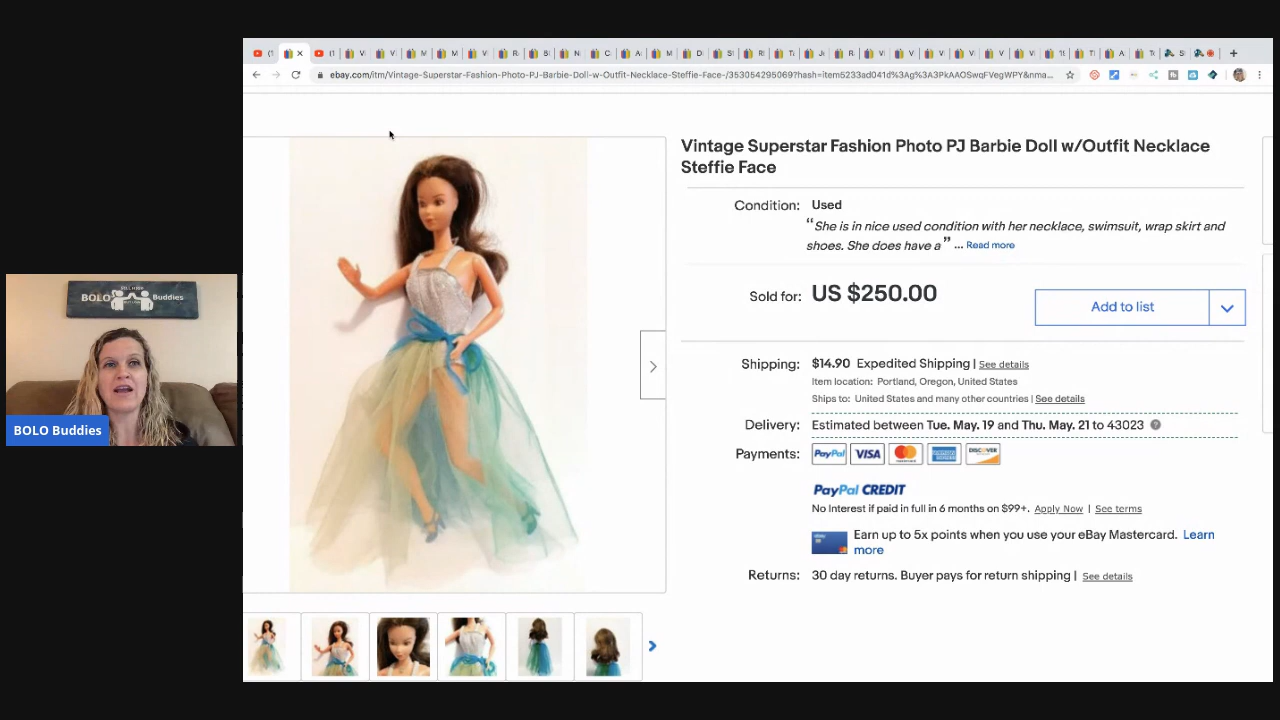 ebay.com/itm/Vintage-Superstar-Fashion-Photo-PJ-Barbie-Doll-w-Outfit-Necklace-Steffie-Face-/353054295069?hash=item5233ad041d%3Ag%3A3PkAAOSwqFVegWPY&nma...
Vintage Superstar Fashion Photo PJ Barbie Doll w/Outfit Necklace
Steffie Face
Condition: Used
“She is in nice used condition with her necklace, swimsuit, wrap skirt and
shoes. She does have a” ... Read more
Sold for: US $250.00
Add to list
Shipping: $14.90 Expedited Shipping | See details
Item location: Portland, Oregon, United States
Ships to: United States and many other countries | See details
Delivery: Estimated between Tue. May. 19 and Thu. May. 21 to 43023
Payments: PayPal VISA MasterCard AMERICAN EXPRESS DISCOVER
PayPal CREDIT
No Interest if paid in full in 6 months on $99+. Apply Now | See terms
Earn up to 5x points when you use your eBay Mastercard. Learn
more
Returns: 30 day returns. Buyer pays for return shipping | See details
BOLO Buddies
BOLO Buddies